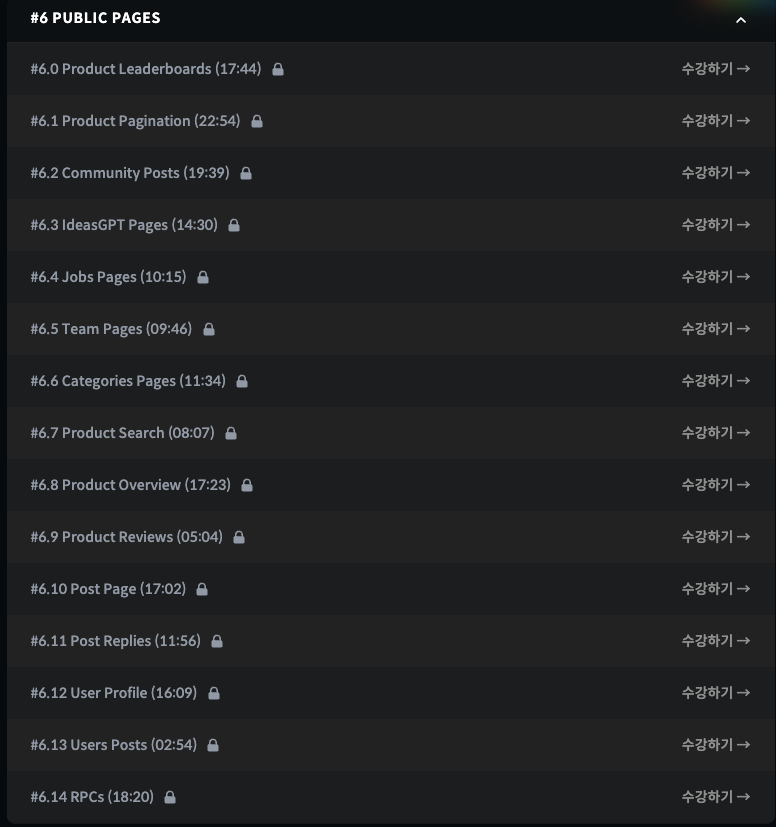 #6 PUBLIC PAGES
#6.0 Product Leaderboards (17:44) 수강하기 →
#6.1 Product Pagination (22:54) 수강하기 →
#6.2 Community Posts (19:39) 수강하기 →
#6.3 IdeasGPT Pages (14:30) 수강하기 →
#6.4 Jobs Pages (10:15) 수강하기 →
#6.5 Team Pages (09:46) 수강하기 →
#6.6 Categories Pages (11:34) 수강하기 →
#6.7 Product Search (08:07) 수강하기 →
#6.8 Product Overview (17:23) 수강하기 →
#6.9 Product Reviews (05:04) 수강하기 →
#6.10 Post Page (17:02) 수강하기 →
#6.11 Post Replies (11:56) 수강하기 →
#6.12 User Profile (16:09) 수강하기 →
#6.13 Users Posts (02:54) 수강하기 →
#6.14 RPCs (18:20) 수강하기 →